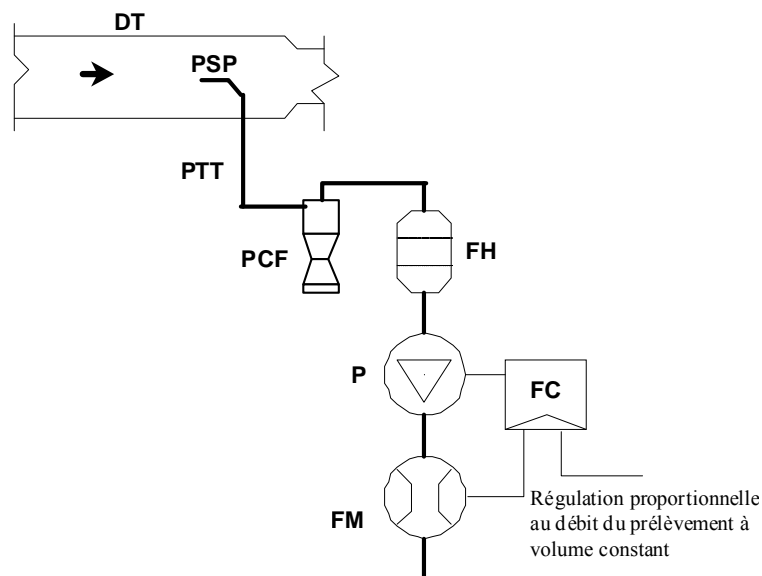 DT
PSP
PTT
PCF
FH
P
FC
FM
Régulation proportionnelle
au débit du prélèvement à
volume constant